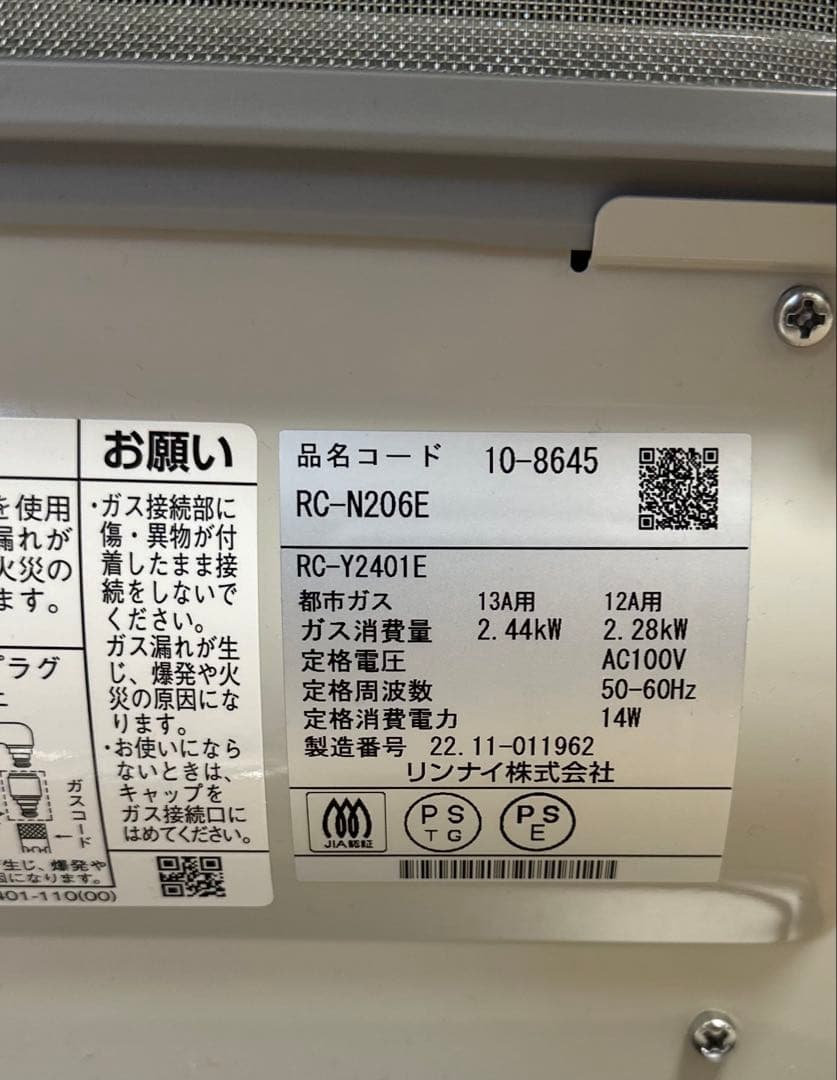 を使用
漏れが
火災の
ます。
プラグ
ガスコード
生じ、爆発や
因になります。
401-110(00)
お願い
・ガス接続部に
傷・異物が付
着したまま接
続をしないで
ください。
ガス漏れが生
じ、爆発や火
災の原因にな
ります。
・お使いになら
ないときは、
キャップを
ガス接続口に
はめてください。
品名コード 10-8645
RC-N206E
RC-Y2401E
都市ガス 13A用 12A用
ガス消費量 2.44kW 2.28kW
定格電圧 AC100V
定格周波数 50-60Hz
定格消費電力 14W
製造番号 22.11-011962
リンナイ株式会社
JIA認証
PS
TG
PS
E